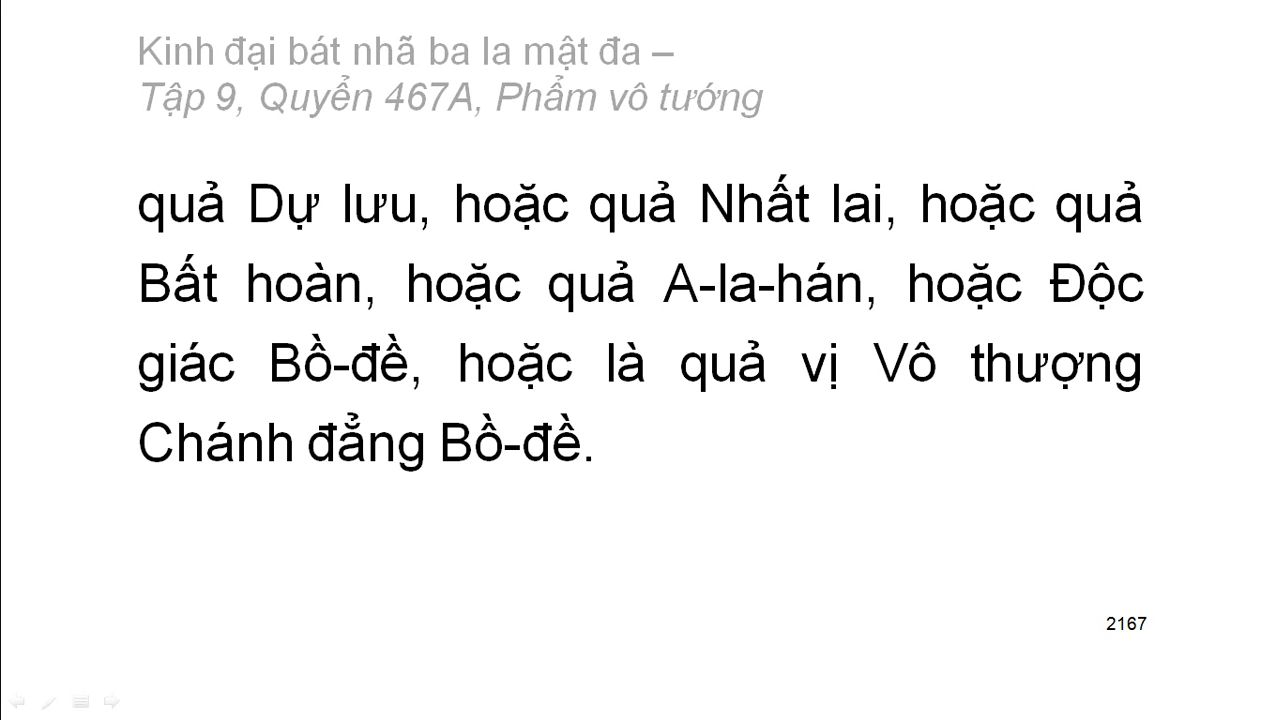 Kinh đại bát nhã ba la mật đa –
Tập 9, Quyển 467A, Phẩm vô tướng
quả Dự lưu, hoặc quả Nhất lai, hoặc quả
Bất hoàn, hoặc quả A-la-hán, hoặc Độc
giác Bồ-đề, hoặc là quả vị Vô thượng
Chánh đẳng Bồ-đề.
2167